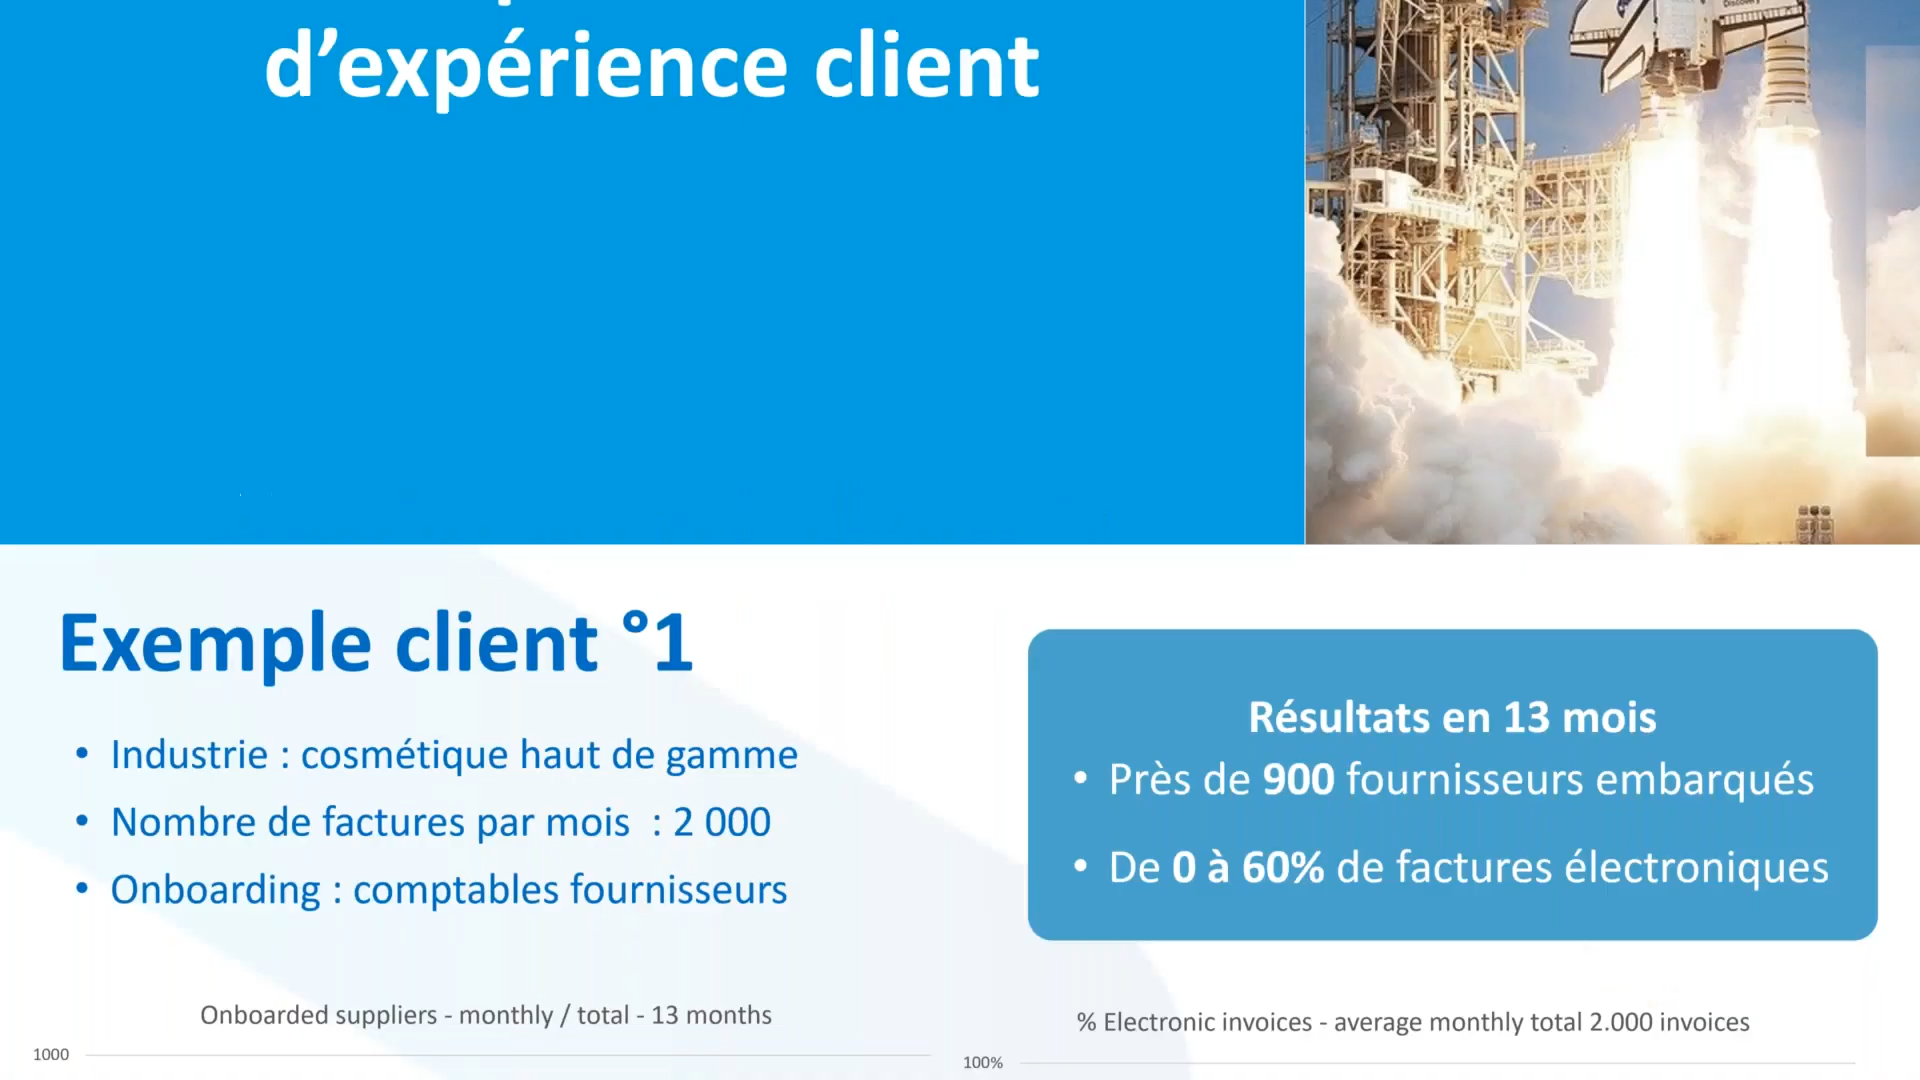 d’expérience client
Discovery
Exemple client °1
• Industrie : cosmétique haut de gamme
• Nombre de factures par mois  : 2 000
• Onboarding : comptables fournisseurs
Résultats en 13 mois
• Près de 900 fournisseurs embarqués
• De 0 à 60% de factures électroniques
Onboarded suppliers - monthly / total - 13 months
1000
% Electronic invoices - average monthly total 2.000 invoices
100%